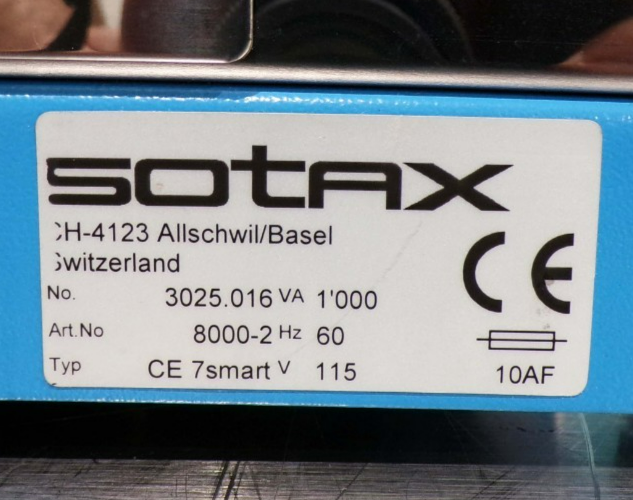 sotax
CH-4123 Allschwil/Basel
Switzerland
No. 3025.016 VA 1'000
Art.No 8000-2 Hz 60
Typ CE 7smart V 115
CE
10AF